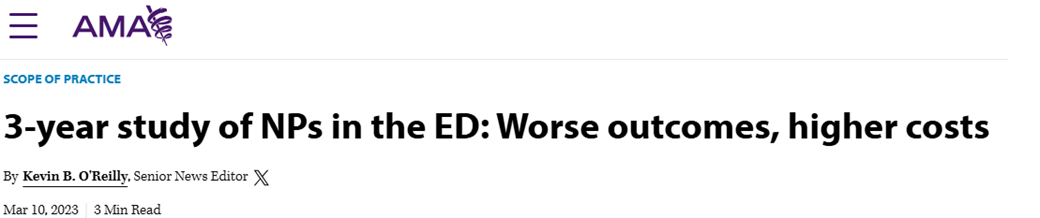 AMA
SCOPE OF PRACTICE
3-year study of NPs in the ED: Worse outcomes, higher costs
By Kevin B. O'Reilly, Senior News Editor
Mar 10, 2023 | 3 Min Read